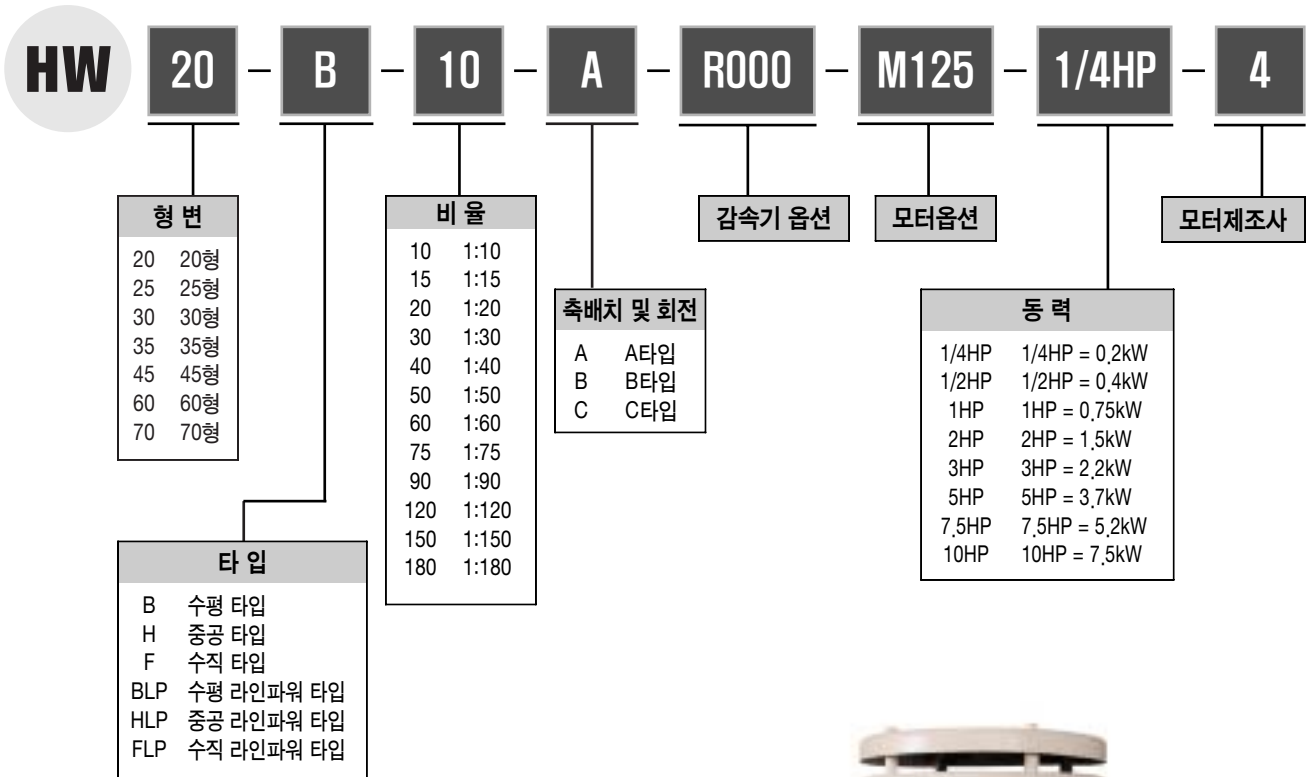 HW 20 – B – 10 – A – R000 – M125 – 1/4HP – 4
형 변
20 20형
25 25형
30 30형
35 35형
45 45형
60 60형
70 70형
타 입
B 수평 타입
H 중공 타입
F 수직 타입
BLP 수평 라인파워 타입
HLP 중공 라인파워 타입
FLP 수직 라인파워 타입
비 율
10 1:10
15 1:15
20 1:20
30 1:30
40 1:40
50 1:50
60 1:60
75 1:75
90 1:90
120 1:120
150 1:150
180 1:180
축배치 및 회전
A A타입
B B타입
C C타입
감속기 옵션
모터옵션
동 력
1/4HP 1/4HP = 0.2kW
1/2HP 1/2HP = 0.4kW
1HP 1HP = 0.75kW
2HP 2HP = 1.5kW
3HP 3HP = 2.2kW
5HP 5HP = 3.7kW
7.5HP 7.5HP = 5.2kW
10HP 10HP = 7.5kW
모터제조사